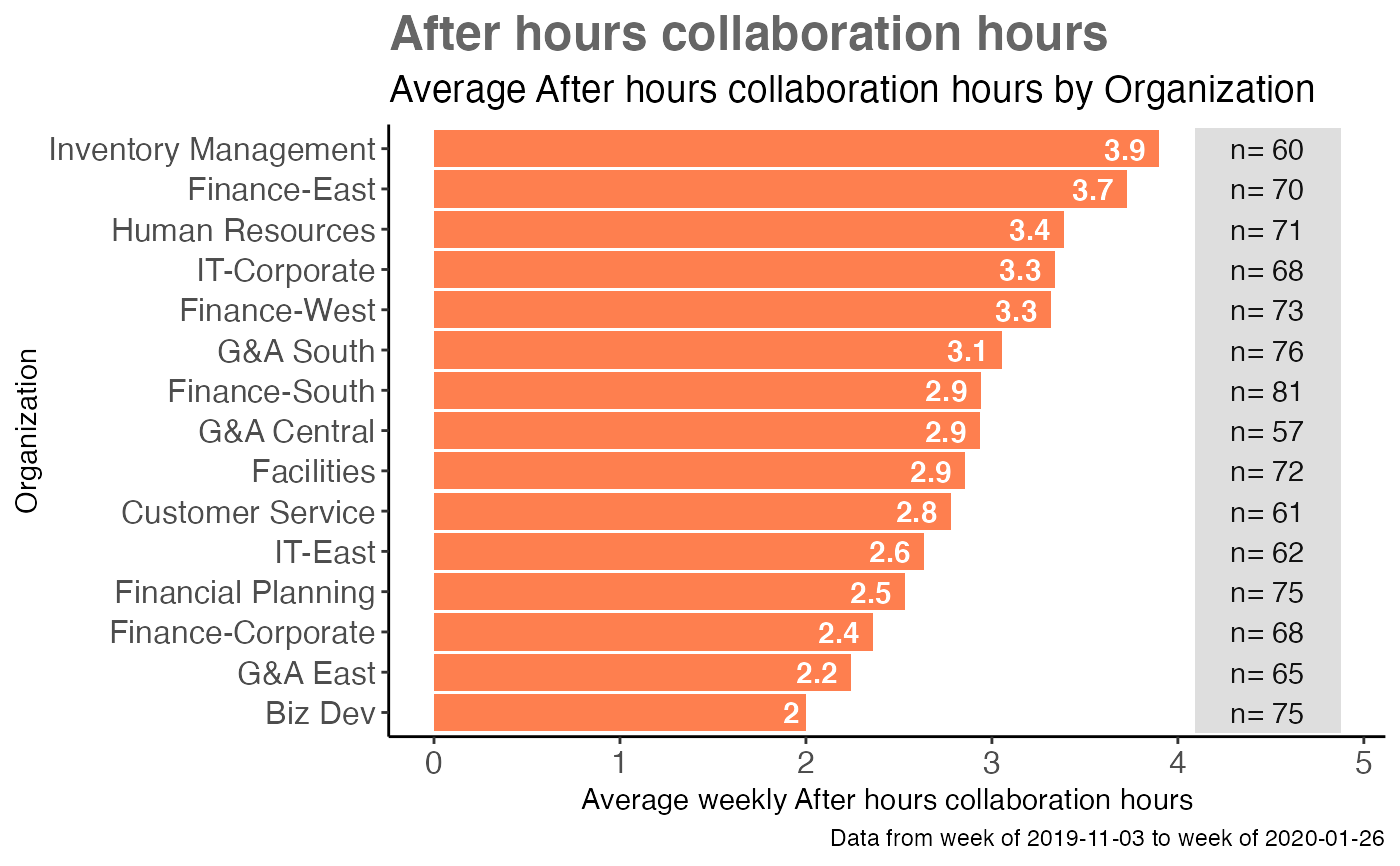 After hours collaboration hours
Average After hours collaboration hours by Organization
Organization
Inventory Management 3.9 n= 60
Finance-East 3.7 n= 70
Human Resources 3.4 n= 71
IT-Corporate 3.3 n= 68
Finance-West 3.3 n= 73
G&A South 3.1 n= 76
Finance-South 2.9 n= 81
G&A Central 2.9 n= 57
Facilities 2.9 n= 72
Customer Service 2.8 n= 61
IT-East 2.6 n= 62
Financial Planning 2.5 n= 75
Finance-Corporate 2.4 n= 68
G&A East 2.2 n= 65
Biz Dev 2 n= 75
0 1 2 3 4 5
Average weekly After hours collaboration hours
Data from week of 2019-11-03 to week of 2020-01-26